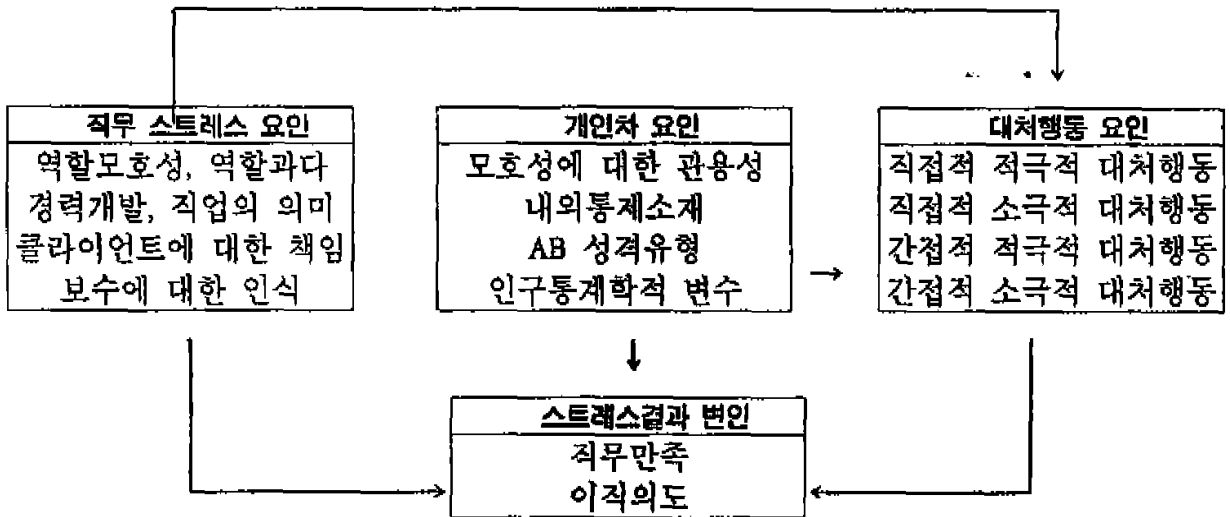 직무 스트레스 요인
역할모호성, 역할과다
경력개발, 직업의 의미
클라이언트에 대한 책임
보수에 대한 인식
개인차 요인
모호성에 대한 관용성
내외통제소재
AB 성격유형
인구통계학적 변수
대처행동 요인
직접적 적극적 대처행동
직접적 소극적 대처행동
간접적 적극적 대처행동
간접적 소극적 대처행동
스트레스결과 변인
직무만족
이직의도